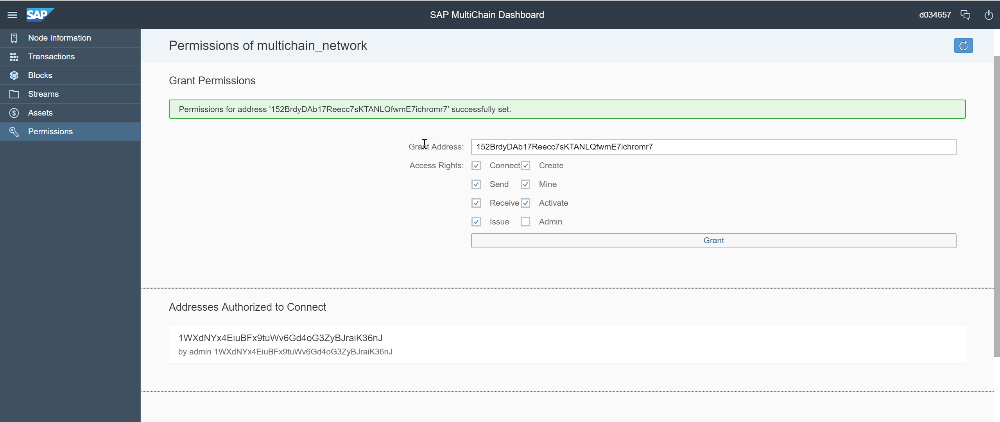 SAP
SAP MultiChain Dashboard
d034657
Node Information
Transactions
Blocks
Streams
Assets
Permissions
Permissions of multichain_network
Grant Permissions
Permissions for address '152BrdyDAb17Reecc7sKTANLQfwmE7ichromr7' successfully set.
Grant Address: 152BrdyDAb17Reecc7sKTANLQfwmE7ichromr7
Access Rights: Connect Create
Send Mine
Receive Activate
Issue Admin
Grant
Addresses Authorized to Connect
1WXdNYx4EiuBFx9tuWv6Gd4oG3ZyBJraiK36nJ
by admin 1WXdNYx4EiuBFx9tuWv6Gd4oG3ZyBJraiK36nJ